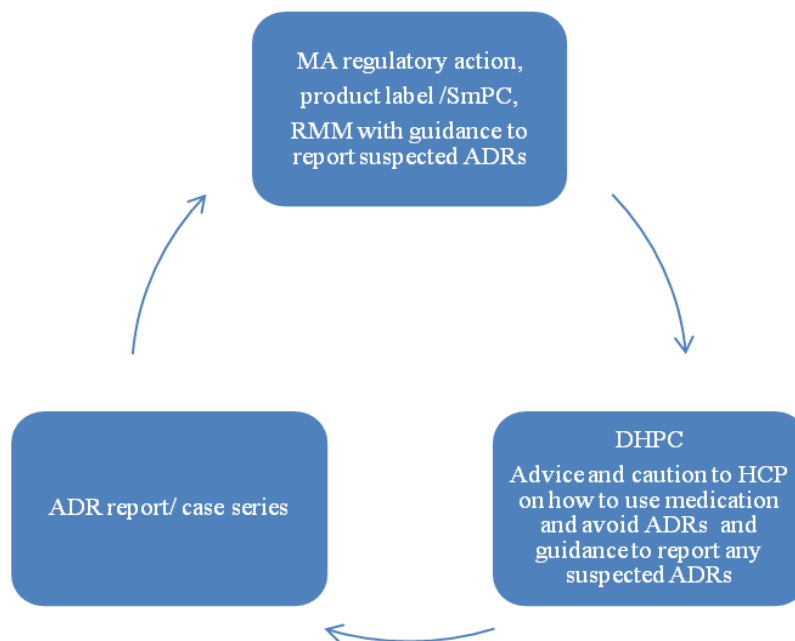 MA regulatory action,
product label /SmPC,
RMM with guidance to
report suspected ADRs
DHPC
Advice and caution to HCP
on how to use medication
and avoid ADRs and
guidance to report any
suspected ADRs
ADR report/ case series